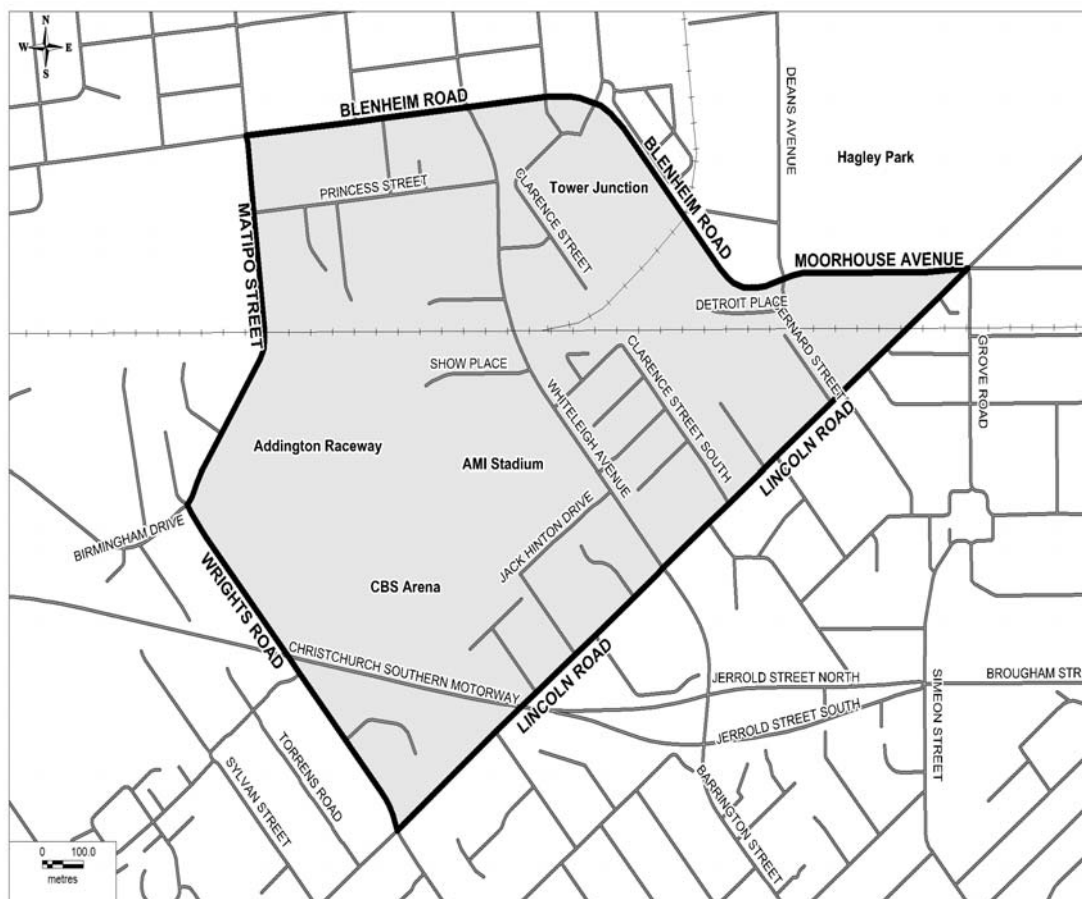 N
W E
S
BLENHEIM ROAD
DEANS AVENUE
Hagley Park
BLENHEIM ROAD
PRINCESS STREET
CLARENCE STREET
Tower Junction
MATIPO STREET
MOORHOUSE AVENUE
DETROIT PLACE
BERNARD STREET
GROVE ROAD
SHOW PLACE
WHITELEIGH AVENUE
CLARENCE STREET SOUTH
LINCOLN ROAD
Addington Raceway
AMI Stadium
BIRMINGHAM DRIVE
JACK HINTON DRIVE
WRIGHTS ROAD
CBS Arena
CHRISTCHURCH SOUTHERN MOTORWAY
LINCOLN ROAD
JERROLD STREET NORTH
SIMEON STREET
BROUGHAM STR
JERROLD STREET SOUTH
TORRENS ROAD
SYLVAN STREET
BARRINGTON STREET
0 100.0
metres